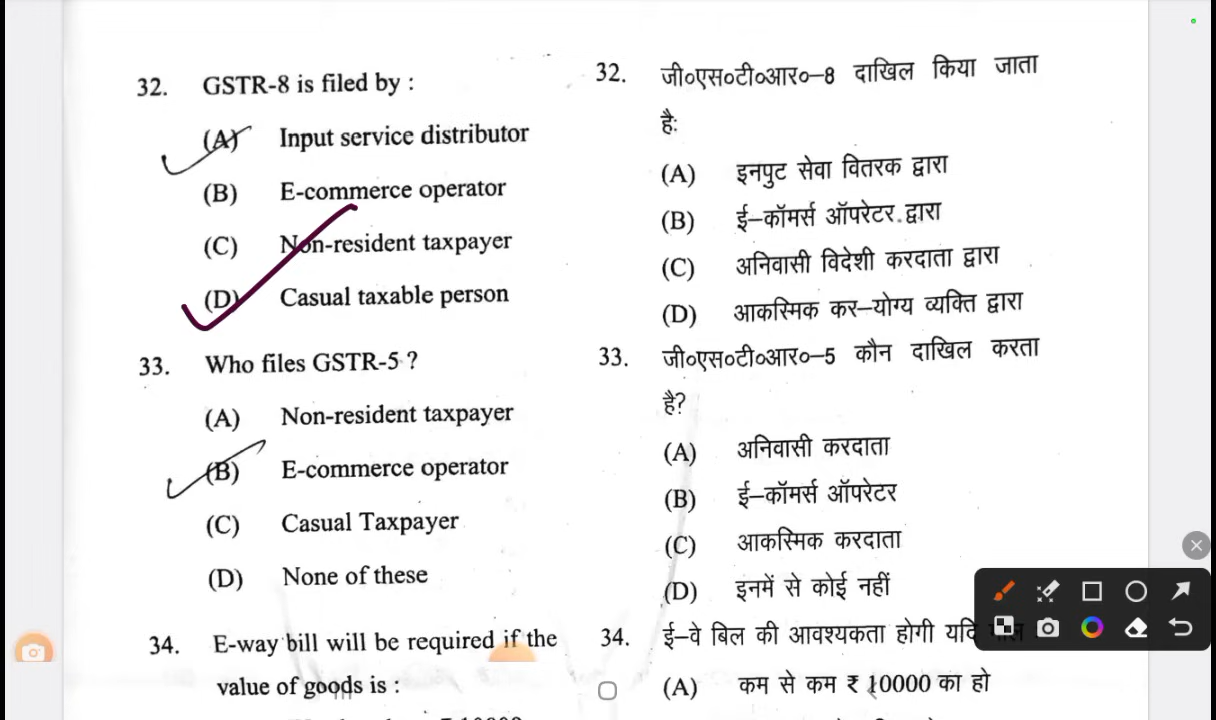 32. GSTR-8 is filed by :
(A) Input service distributor
(B) E-commerce operator
(C) Non-resident taxpayer
(D) Casual taxable person
33. Who files GSTR-5 ?
(A) Non-resident taxpayer
(B) E-commerce operator
(C) Casual Taxpayer
(D) None of these
34. E-way bill will be required if the
value of goods is :
32. जी०एस०टी०आर०–8 दाखिल किया जाता
है:
(A) इनपुट सेवा वितरक द्वारा
(B) ई–कॉमर्स ऑपरेटर द्वारा
(C) अनिवासी विदेशी करदाता द्वारा
(D) आकस्मिक कर–योग्य व्यक्ति द्वारा
33. जी०एस०टी०आर०–5 कौन दाखिल करता
है?
(A) अनिवासी करदाता
(B) ई–कॉमर्स ऑपरेटर
(C) आकस्मिक करदाता
(D) इनमें से कोई नहीं
34. ई–वे बिल की आवश्यकता होगी यदि
(A) कम से कम ₹ 10000 का हो